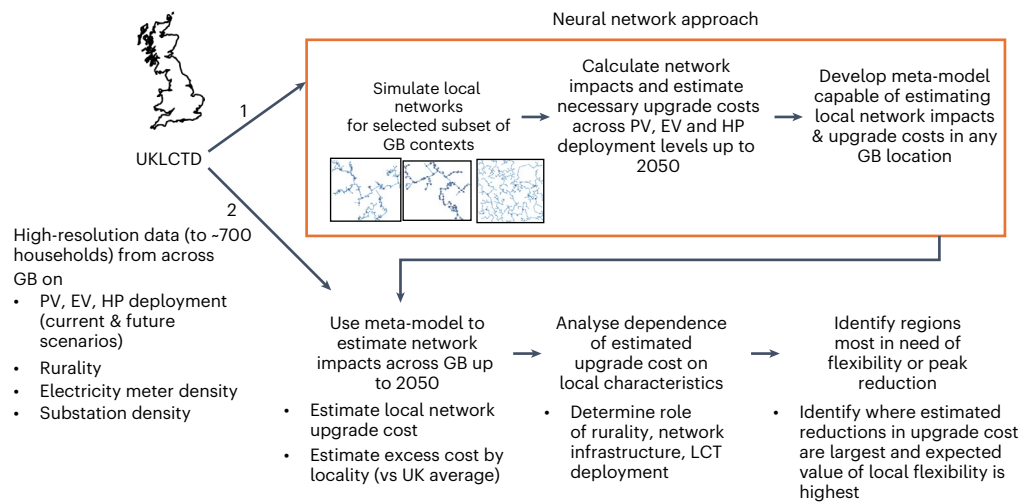 Neural network approach
1
UKLCTD
2
High-resolution data (to ~700
households) from across
GB on
• PV, EV, HP deployment
(current & future
scenarios)
• Rurality
• Electricity meter density
• Substation density
Simulate local
networks
for selected subset of
GB contexts
Calculate network
impacts and estimate
necessary upgrade costs
across PV, EV and HP
deployment levels up to
2050
Develop meta-model
capable of estimating
local network impacts
& upgrade costs in any
GB location
Use meta-model to
estimate network
impacts across GB up
to 2050
• Estimate local network
upgrade cost
• Estimate excess cost by
locality (vs UK average)
Analyse dependence
of estimated
upgrade cost on
local characteristics
• Determine role
of rurality, network
infrastructure, LCT
deployment
Identify regions
most in need of
flexibility or peak
reduction
• Identify where estimated
reductions in upgrade cost
are largest and expected
value of local flexibility is
highest